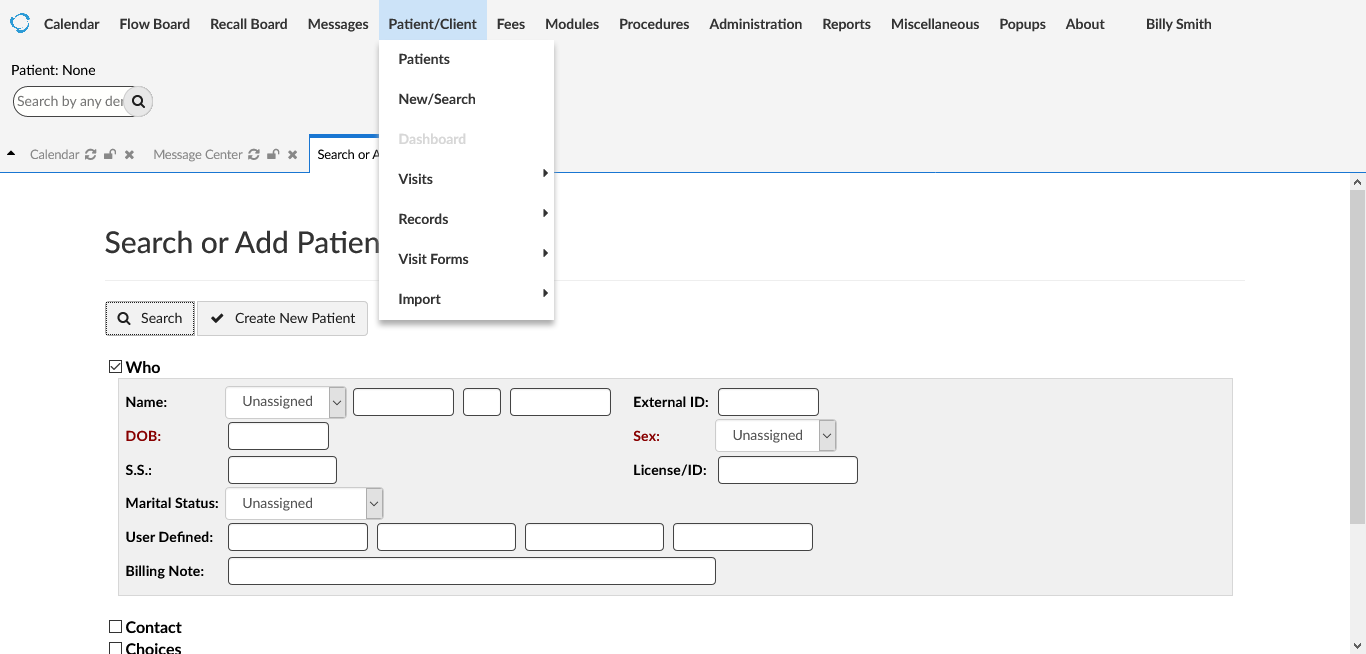 Calendar Flow Board Recall Board Messages Patient/Client Fees Modules Procedures Administration Reports Miscellaneous Popups About Billy Smith
Patients
Patient: None
New/Search
Search by any der
Dashboard
Calendar Message Center Search or A
Visits
Records
Search or Add Patien
Visit Forms
Import
Search Create New Patient
Who
Name: Unassigned External ID:
DOB: Sex: Unassigned
S.S.: License/ID:
Marital Status: Unassigned
User Defined:
Billing Note:
Contact
Choices